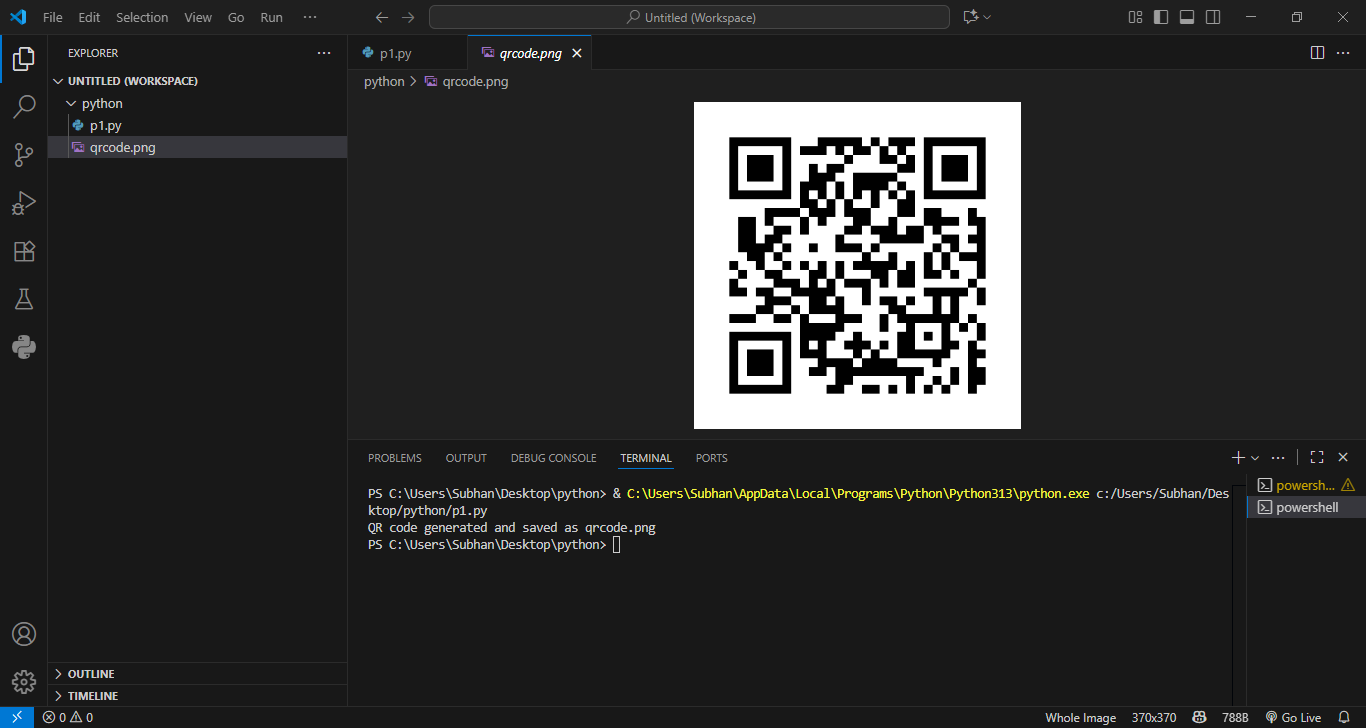 File Edit Selection View Go Run ···
Untitled (Workspace)
EXPLORER
UNTITLED (WORKSPACE)
python
p1.py
qrcode.png
OUTLINE
TIMELINE
p1.py
qrcode.png
python > qrcode.png
PROBLEMS OUTPUT DEBUG CONSOLE TERMINAL PORTS
PS C:\Users\Subhan\Desktop\python> & C:\Users\Subhan\AppData\Local\Programs\Python\Python313\python.exe c:/Users/Subhan/Des
ktop/python/p1.py
QR code generated and saved as qrcode.png
PS C:\Users\Subhan\Desktop\python>
powersh...
powershell
0 0
Whole Image 370x370 788B Go Live